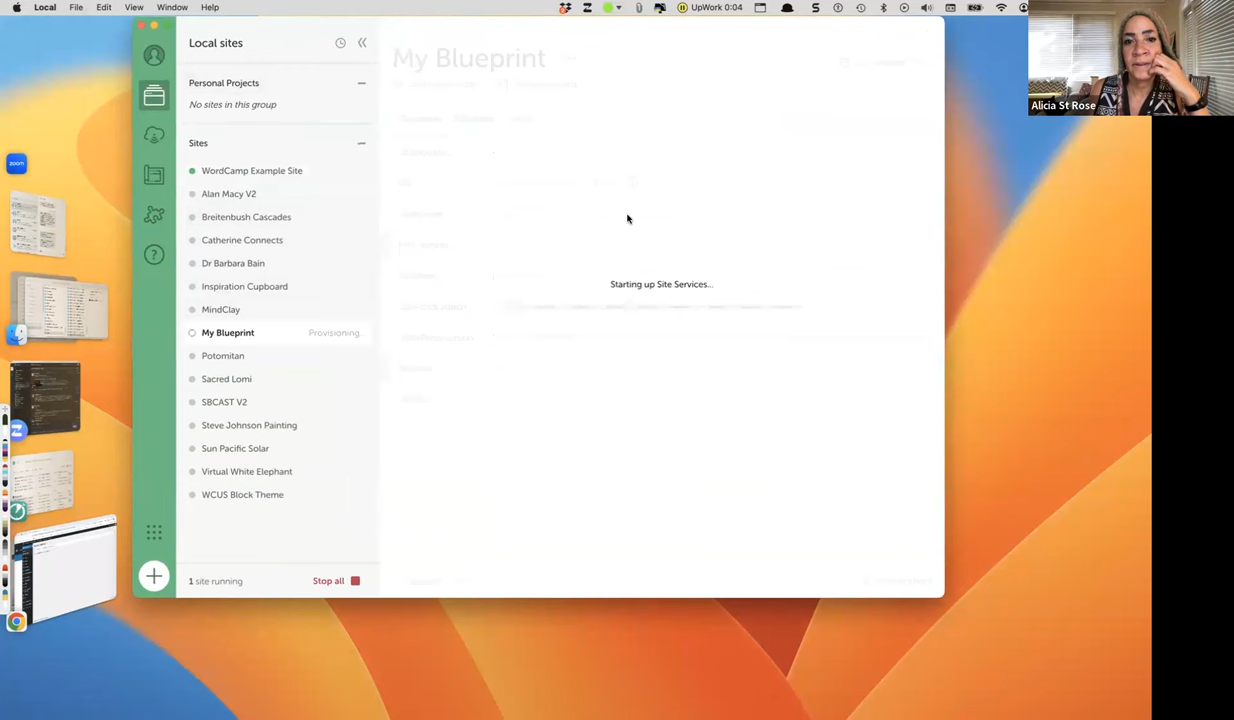 Local File Edit View Window Help
UpWork 0:04
Local sites
Personal Projects
No sites in this group
Sites
WordCamp Example Site
Alan Macy V2
Breitenbush Cascades
Catherine Connects
Dr Barbara Bain
Inspiration Cupboard
MindClay
My Blueprint Provisioning
Potomitan
Sacred Lomi
SBCAST V2
Steve Johnson Painting
Sun Pacific Solar
Virtual White Elephant
WCUS Block Theme
1 site running Stop all
My Blueprint
Starting up Site Services...
zoom
Alicia St Rose